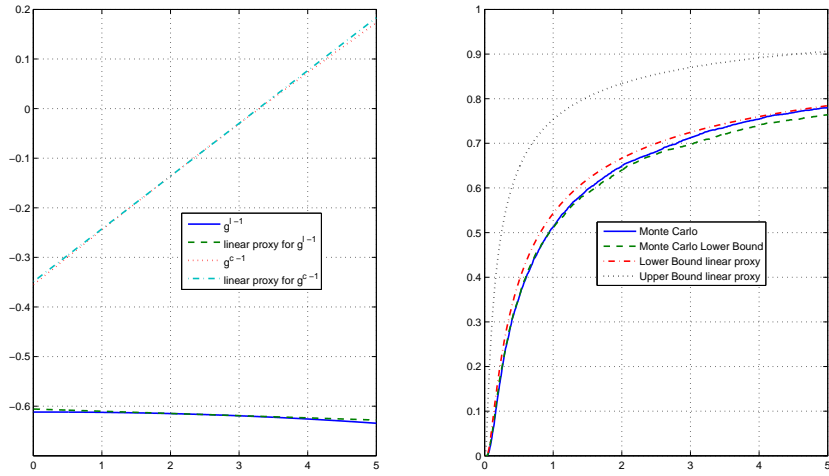 0.2
0.1
0
−0.1
−0.2
−0.3
−0.4
−0.5
−0.6
0 1 2 3 4 5
g^{l −1}
linear proxy for g^{l −1}
g^{c −1}
linear proxy for g^{c −1}
1
0.9
0.8
0.7
0.6
0.5
0.4
0.3
0.2
0.1
0
0 1 2 3 4 5
Monte Carlo
Monte Carlo Lower Bound
Lower Bound linear proxy
Upper Bound linear proxy